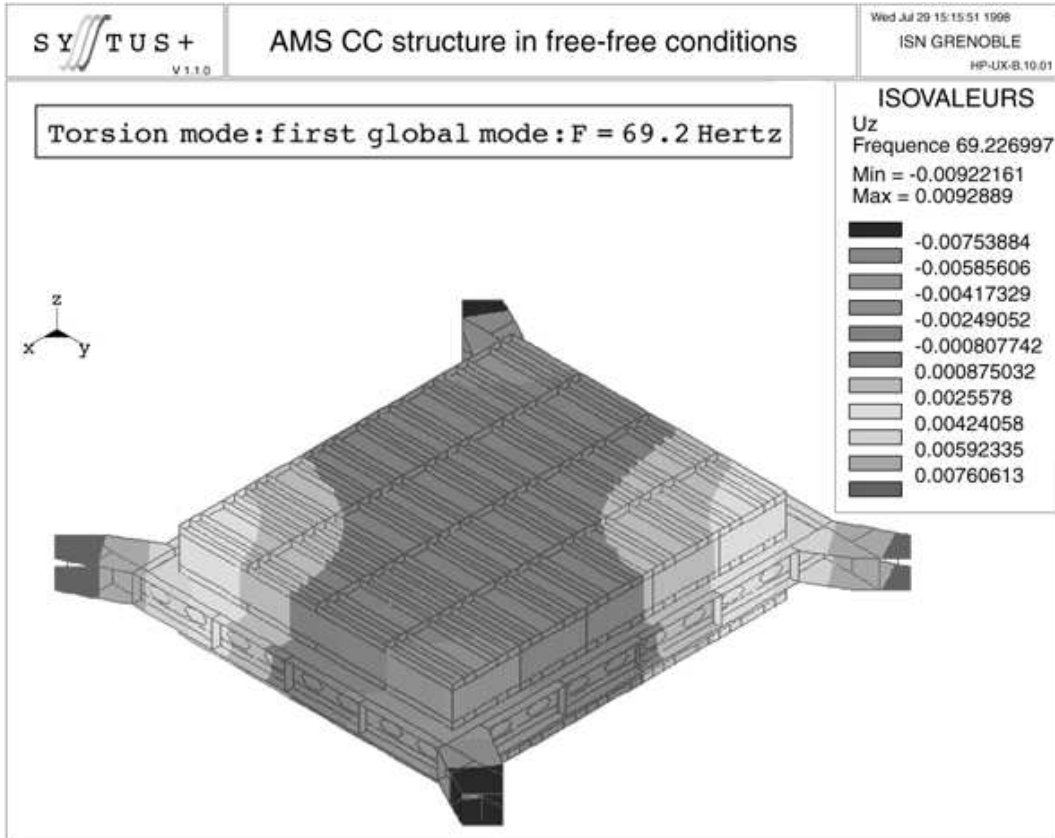 SYSTUS+
V 1.1.0
AMS CC structure in free-free conditions
Wed Jul 29 15:15:51 1998
ISN GRENOBLE
HP-UX-B.10.01
Torsion mode:first global mode:F = 69.2 Hertz
ISOVALEURS
Uz
Frequence 69.226997
Min = -0.00922161
Max = 0.0092889
-0.00753884
-0.00585606
-0.00417329
-0.00249052
-0.000807742
0.000875032
0.0025578
0.00424058
0.00592335
0.00760613
z
x
y